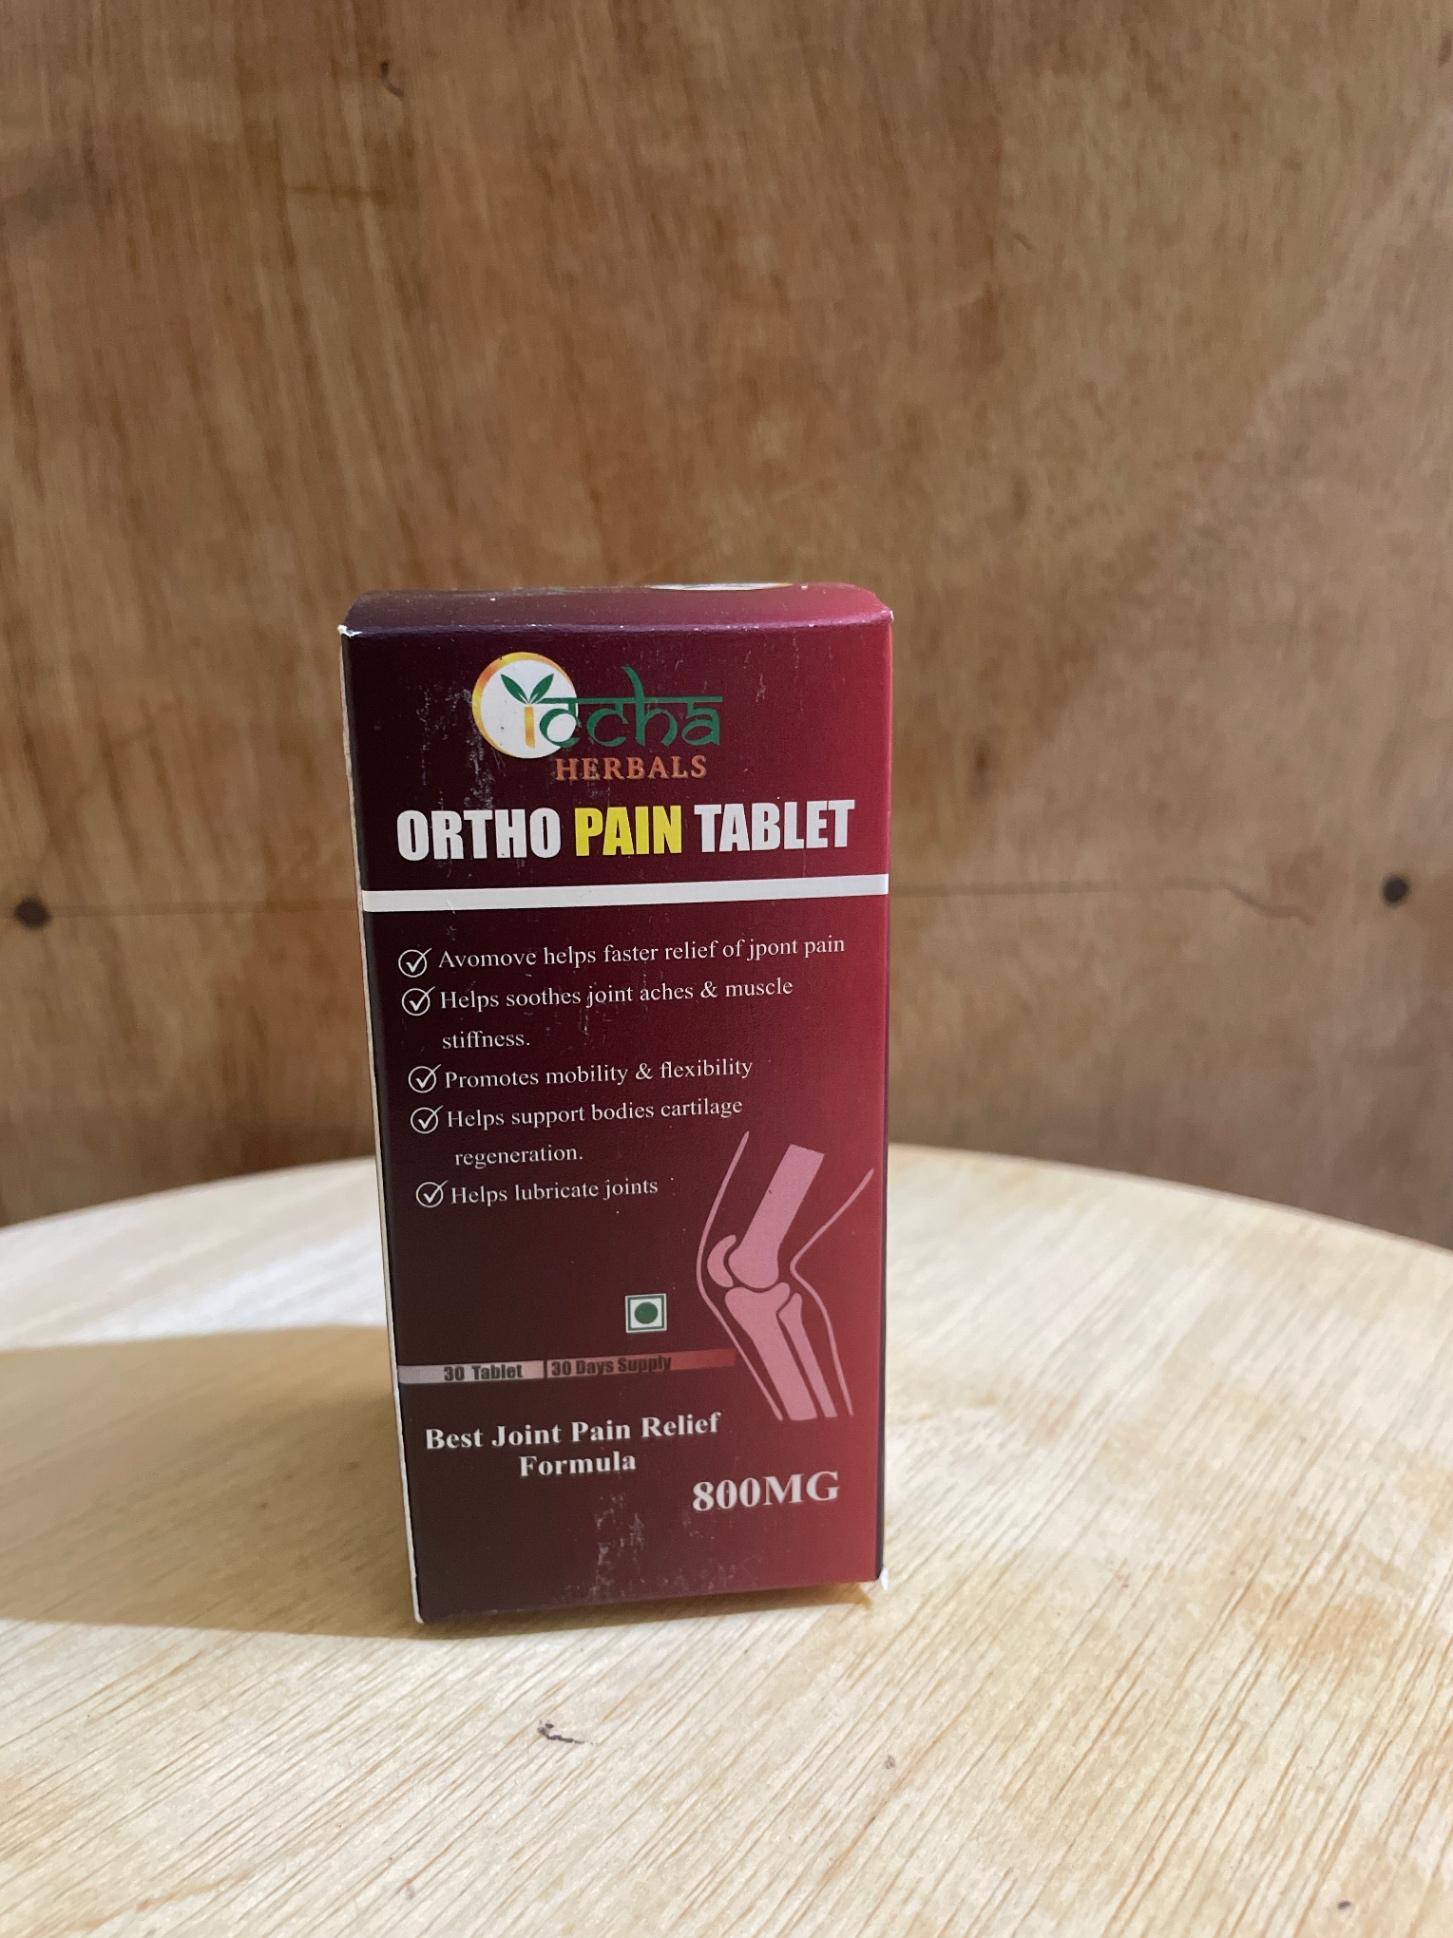 iccha
HERBALS
ORTHO PAIN TABLET
Avomove helps faster relief of jpont pain
Helps soothes joint aches & muscle
stiffness.
Promotes mobility & flexibility
Helps support bodies cartilage
regeneration.
Helps lubricate joints
30 Tablet 30 Days Supply
Best Joint Pain Relief
Formula
800MG